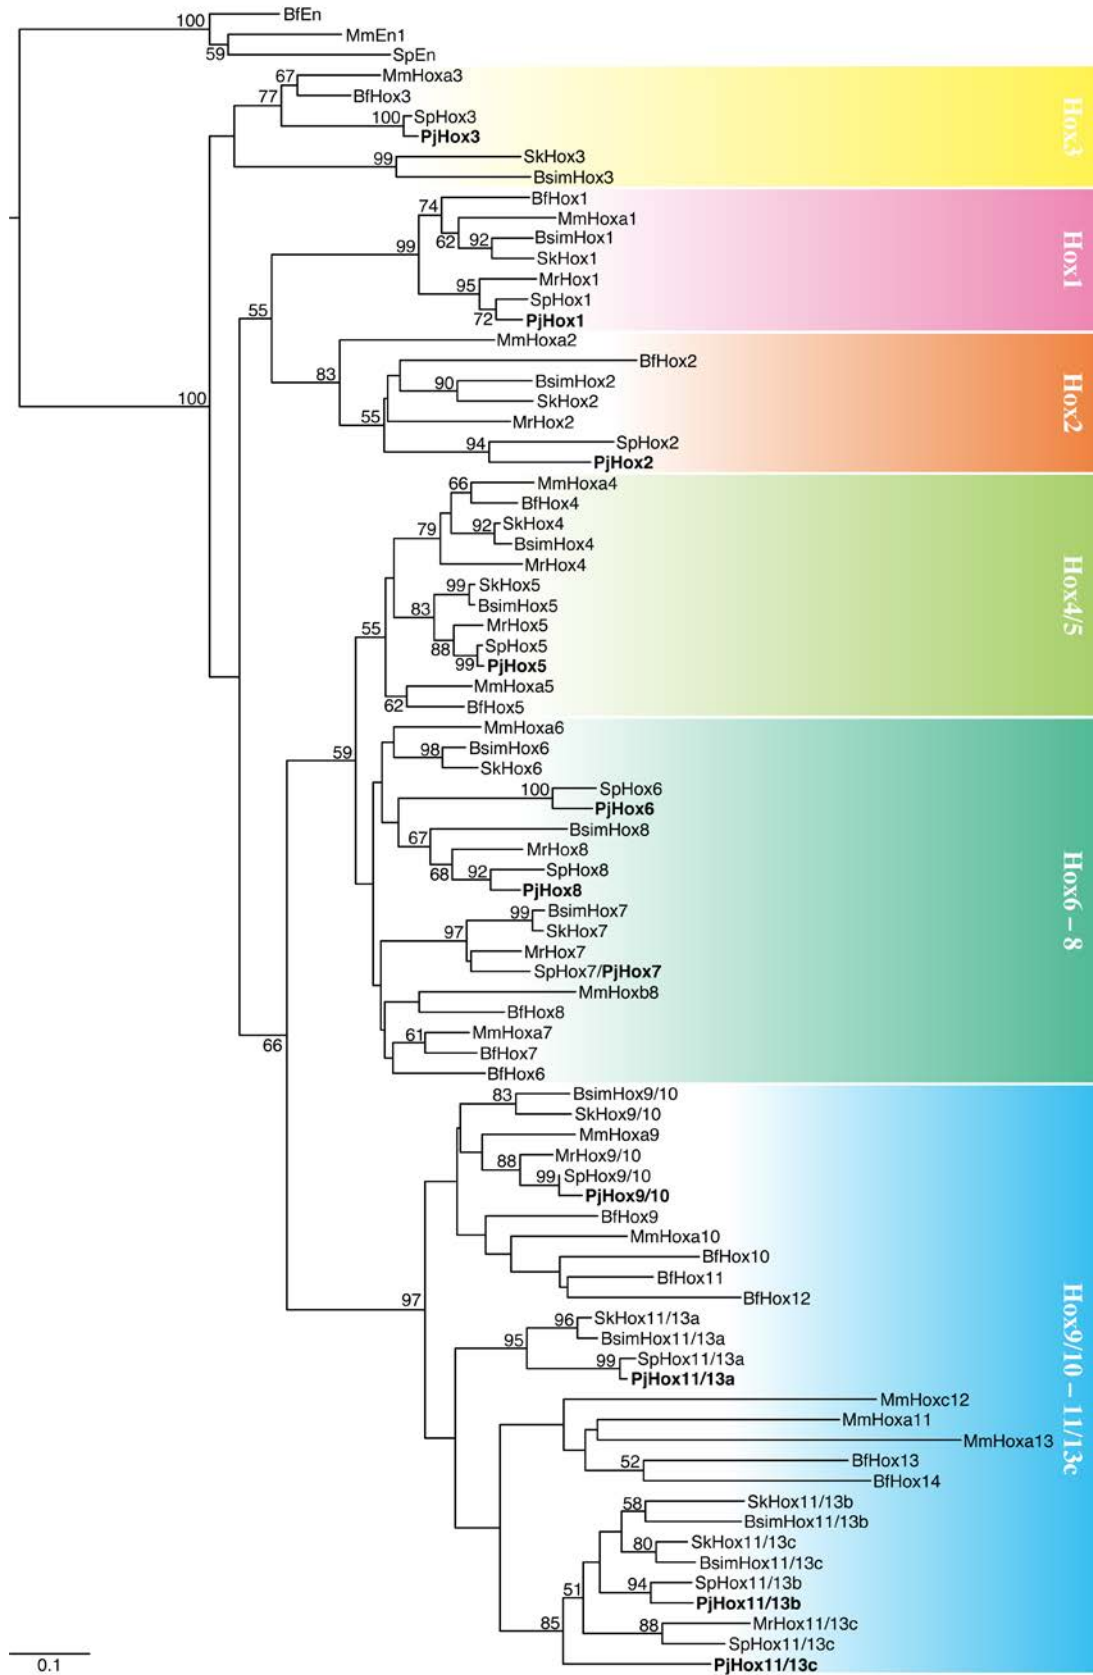 100
BfEn
MmEn1
59
SpEn
67
MmHoxa3
77
BfHox3
100
SpHox3
PjHox3
99
SkHox3
BsimHox3
Hox3
74
BfHox1
MmHoxa1
62
92
BsimHox1
99
SkHox1
95
MrHox1
SpHox1
72
PjHox1
Hox1
55
MmHoxa2
83
BfHox2
90
BsimHox2
SkHox2
55
MrHox2
94
SpHox2
PjHox2
Hox2
100
66
MmHoxa4
BfHox4
79
92
SkHox4
BsimHox4
MrHox4
99
SkHox5
83
BsimHox5
MrHox5
55
88
SpHox5
99
PjHox5
MmHoxa5
62
BfHox5
Hox4/5
59
MmHoxa6
98
BsimHox6
SkHox6
100
SpHox6
PjHox6
67
BsimHox8
MrHox8
68
92
SpHox8
PjHox8
99
BsimHox7
97
SkHox7
MrHox7
SpHox7/PjHox7
MmHoxb8
BfHox8
61
MmHoxa7
BfHox7
BfHox6
Hox6 – 8
66
83
BsimHox9/10
SkHox9/10
MmHoxa9
88
MrHox9/10
99
SpHox9/10
PjHox9/10
BfHox9
MmHoxa10
BfHox10
BfHox11
BfHox12
97
96
SkHox11/13a
95
BsimHox11/13a
99
SpHox11/13a
PjHox11/13a
MmHoxc12
MmHoxa11
MmHoxa13
52
BfHox13
BfHox14
58
SkHox11/13b
BsimHox11/13b
80
SkHox11/13c
BsimHox11/13c
51
94
SpHox11/13b
PjHox11/13b
85
88
MrHox11/13c
SpHox11/13c
PjHox11/13c
Hox9/10 – 11/13c
0.1